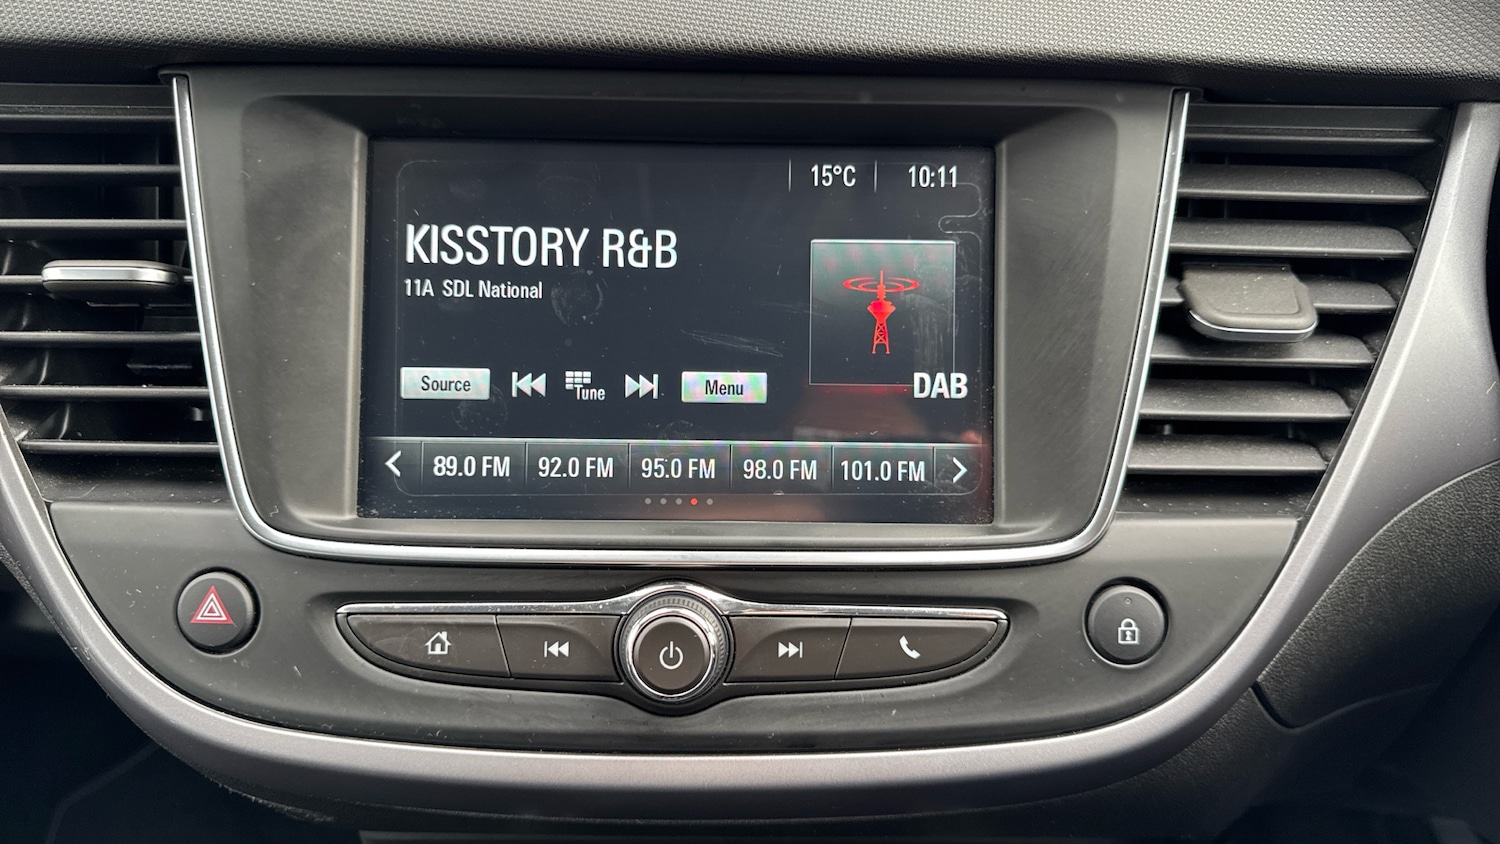 15°C 10:11
KISSTORY R&B
11A SDL National
Source Tune Menu
DAB
89.0 FM 92.0 FM 95.0 FM 98.0 FM 101.0 FM